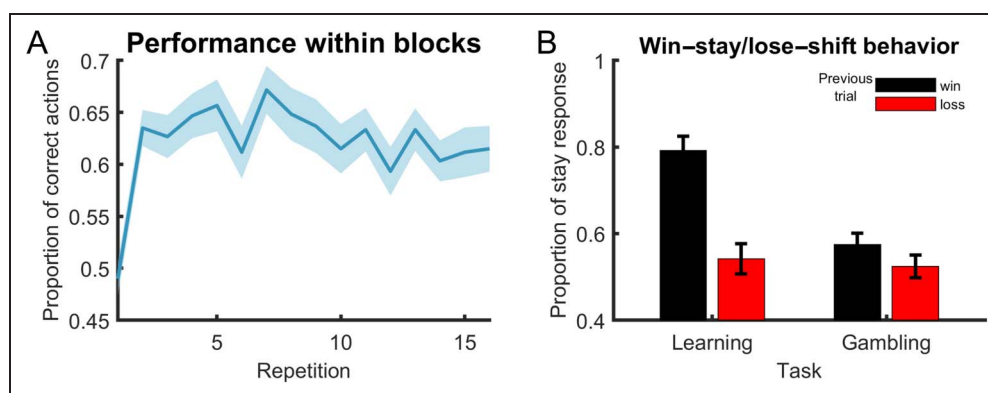 A
Performance within blocks
Proportion of correct actions
0.7
0.65
0.6
0.55
0.5
0.45
5
10
15
Repetition
B
Win–stay/lose–shift behavior
Proportion of stay response
1
0.8
0.6
0.4
Previous trial
win
loss
Learning
Gambling
Task